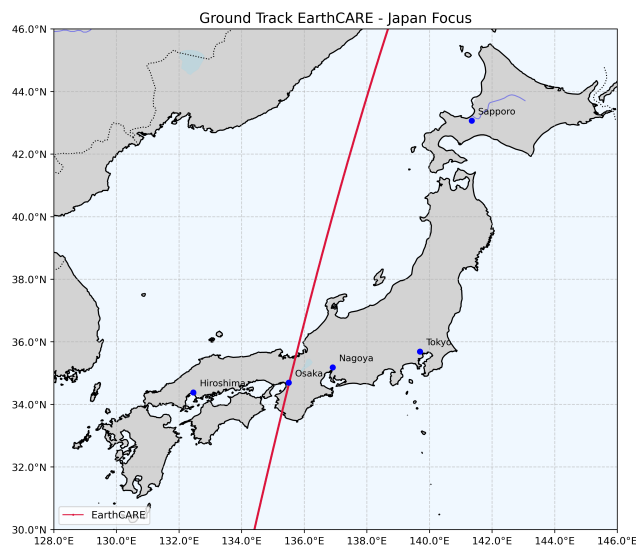 Ground Track EarthCARE - Japan Focus
46.0°N
44.0°N
42.0°N
40.0°N
38.0°N
36.0°N
34.0°N
32.0°N
30.0°N
Sapporo
Tokyo
Nagoya
Osaka
Hiroshima
EarthCARE
128.0°E
130.0°E
132.0°E
134.0°E
136.0°E
138.0°E
140.0°E
142.0°E
144.0°E
146.0°E